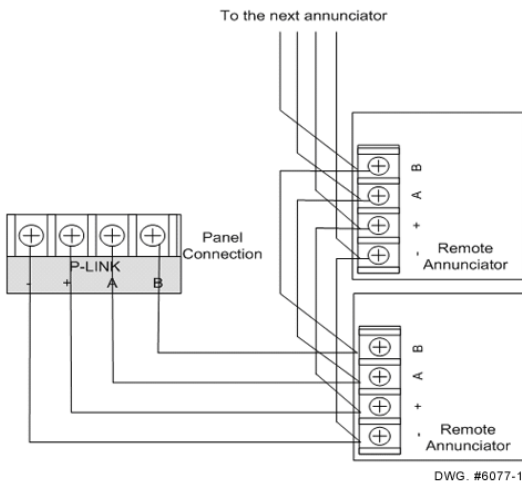 To the next annunciator
B
A
+
-
Remote
Annunciator
Panel
Connection
P-LINK
- + A B
B
A
+
-
Remote
Annunciator
DWG. #6077-1